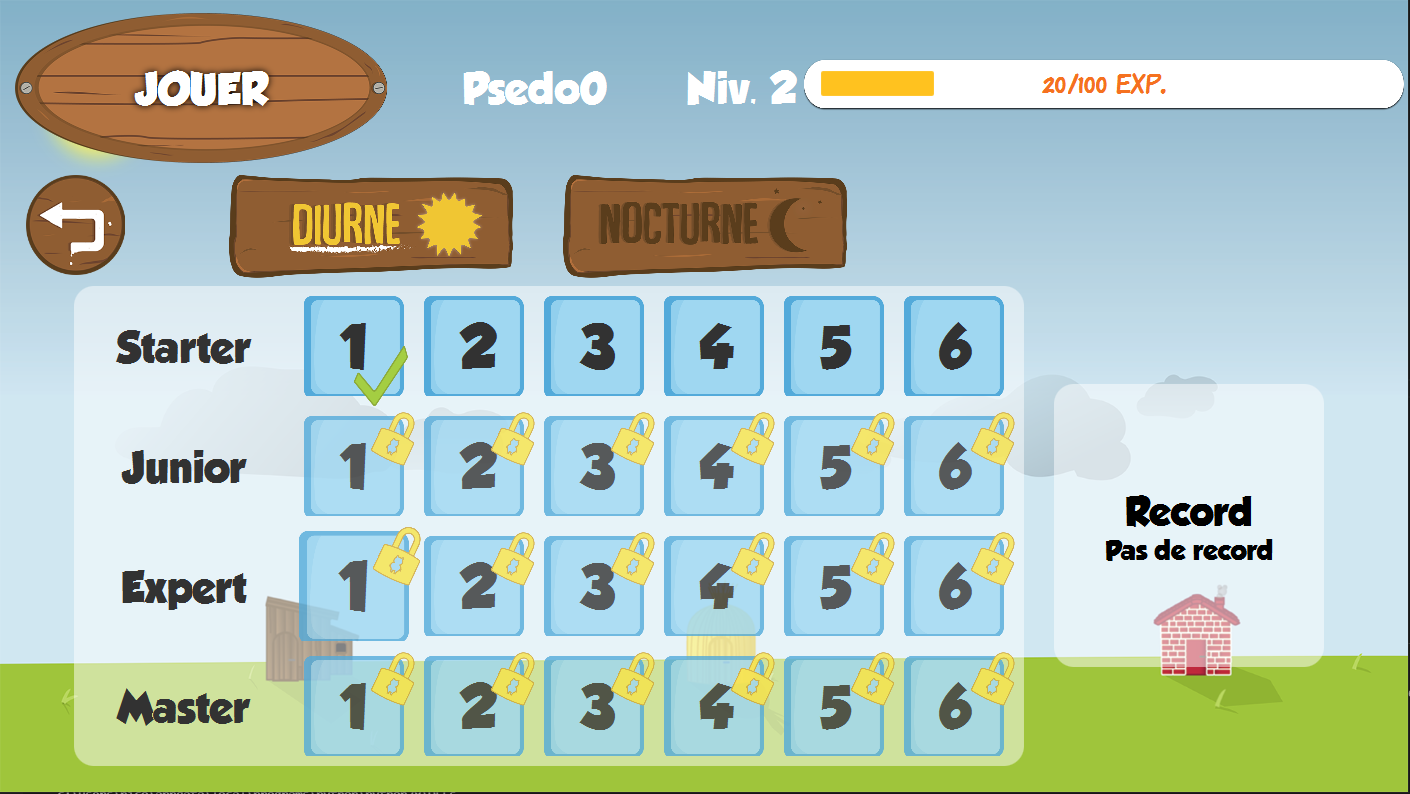 JOUER
Psedo0 Niv. 2 20/100 EXP.
DIURNE NOCTURNE
Starter 1 2 3 4 5 6
Junior 1 2 3 4 5 6
Expert 1 2 3 4 5 6
Master 1 2 3 4 5 6
Record
Pas de record